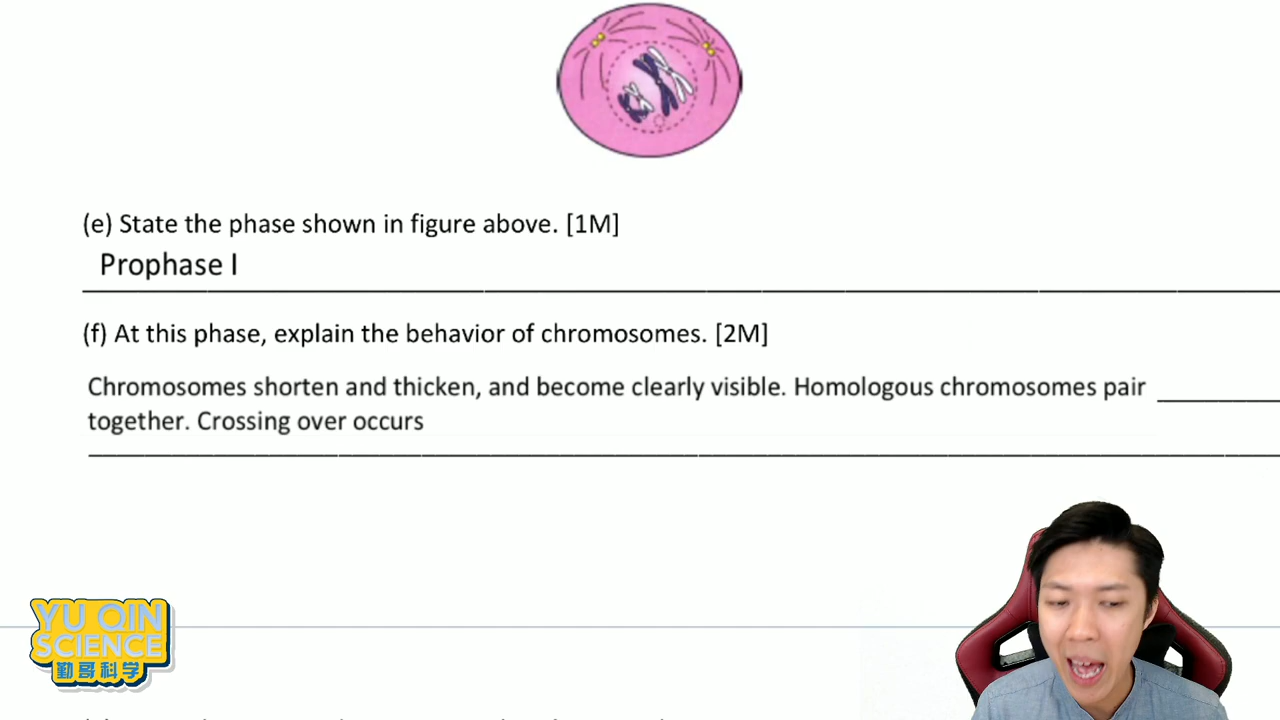 (e) State the phase shown in figure above. [1M]
Prophase I
(f) At this phase, explain the behavior of chromosomes. [2M]
Chromosomes shorten and thicken, and become clearly visible. Homologous chromosomes pair
together. Crossing over occurs
YU QIN
SCIENCE
勤哥科学